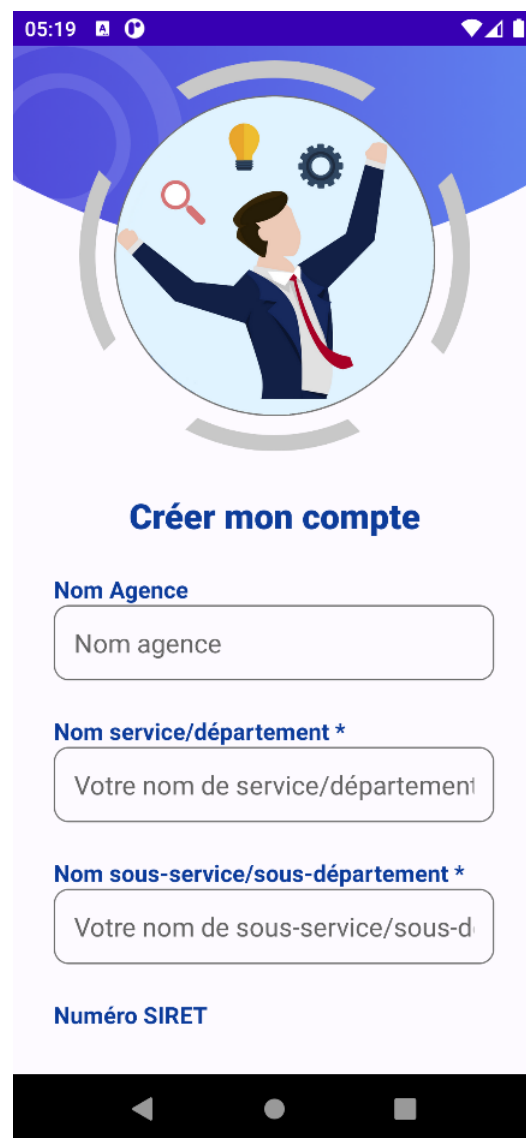 05:19
Créer mon compte
Nom Agence
Nom agence
Nom service/département *
Votre nom de service/département
Nom sous-service/sous-département *
Votre nom de sous-service/sous-d
Numéro SIRET